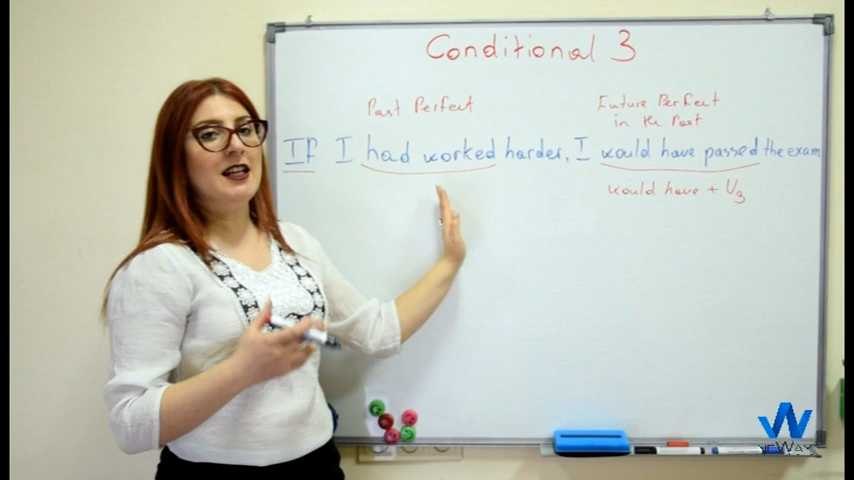 Conditional 3
Past Perfect
Future Perfect
in the Past
If I had worked harder, I would have passed the exam
would have + V3